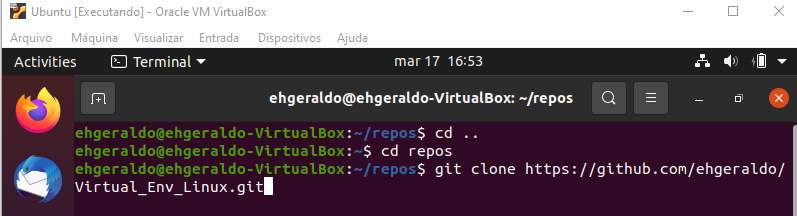 Ubuntu [Executando] - Oracle VM VirtualBox
Arquivo Máquina Visualizar Entrada Dispositivos Ajuda
Activities Terminal mar 17 16:53
ehgeraldo@ehgeraldo-VirtualBox: ~/repos
ehgeraldo@ehgeraldo-VirtualBox:~/repos$ cd ..
ehgeraldo@ehgeraldo-VirtualBox:~$ cd repos
ehgeraldo@ehgeraldo-VirtualBox:~/repos$ git clone https://github.com/ehgeraldo/
Virtual_Env_Linux.git